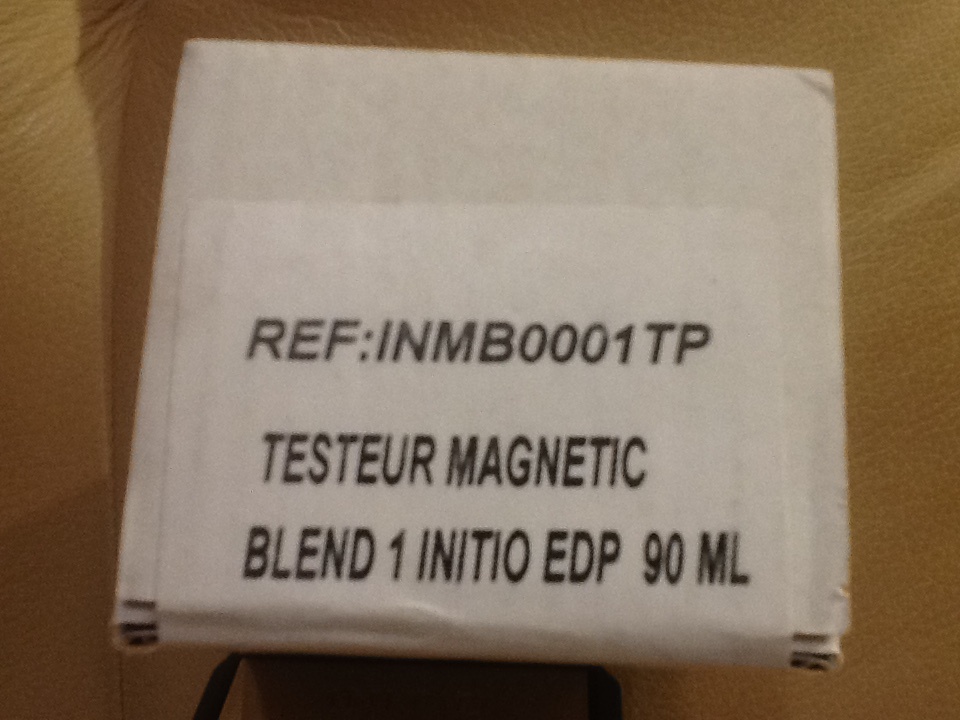 REF:INMB0001TP
TESTEUR MAGNETIC
BLEND 1 INITIO EDP 90 ML